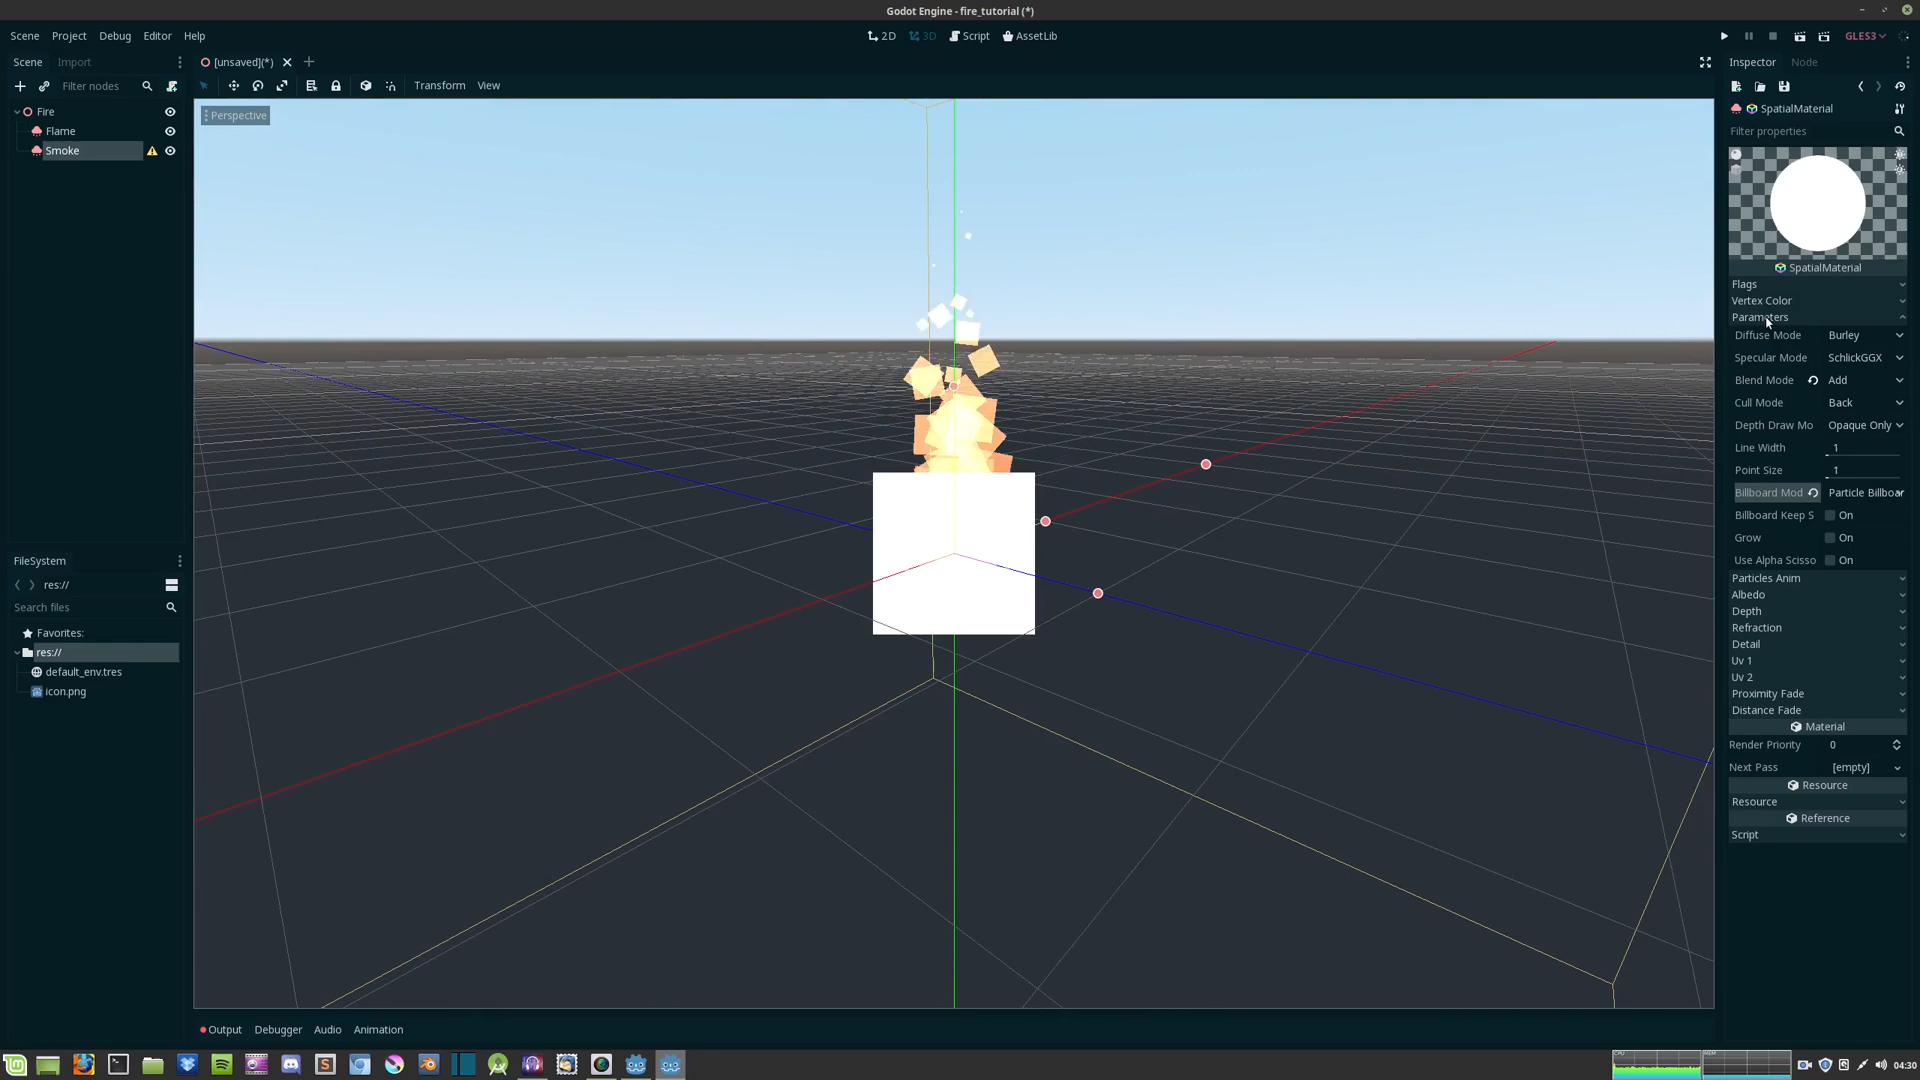 Godot Engine - fire_tutorial (*)
Scene Project Debug Editor Help
2D 3D Script AssetLib
GLES3
Scene Import
[unsaved](*)
Inspector Node
Filter nodes
Transform View
Perspective
Fire
Flame
Smoke
SpatialMaterial
Filter properties
SpatialMaterial
Flags
Vertex Color
Parameters
Diffuse Mode Burley
Specular Mode SchlickGGX
Blend Mode Add
Cull Mode Back
Depth Draw Mo Opaque Only
Line Width 1
Point Size 1
Billboard Mod Particle Billboar
Billboard Keep S On
Grow On
Use Alpha Scisso On
Particles Anim
Albedo
Depth
Refraction
Detail
Uv 1
Uv 2
Proximity Fade
Distance Fade
Material
Render Priority 0
Next Pass [empty]
Resource
Resource
Reference
Script
FileSystem
res://
Search files
Favorites:
res://
default_env.tres
icon.png
Output Debugger Audio Animation
04:30